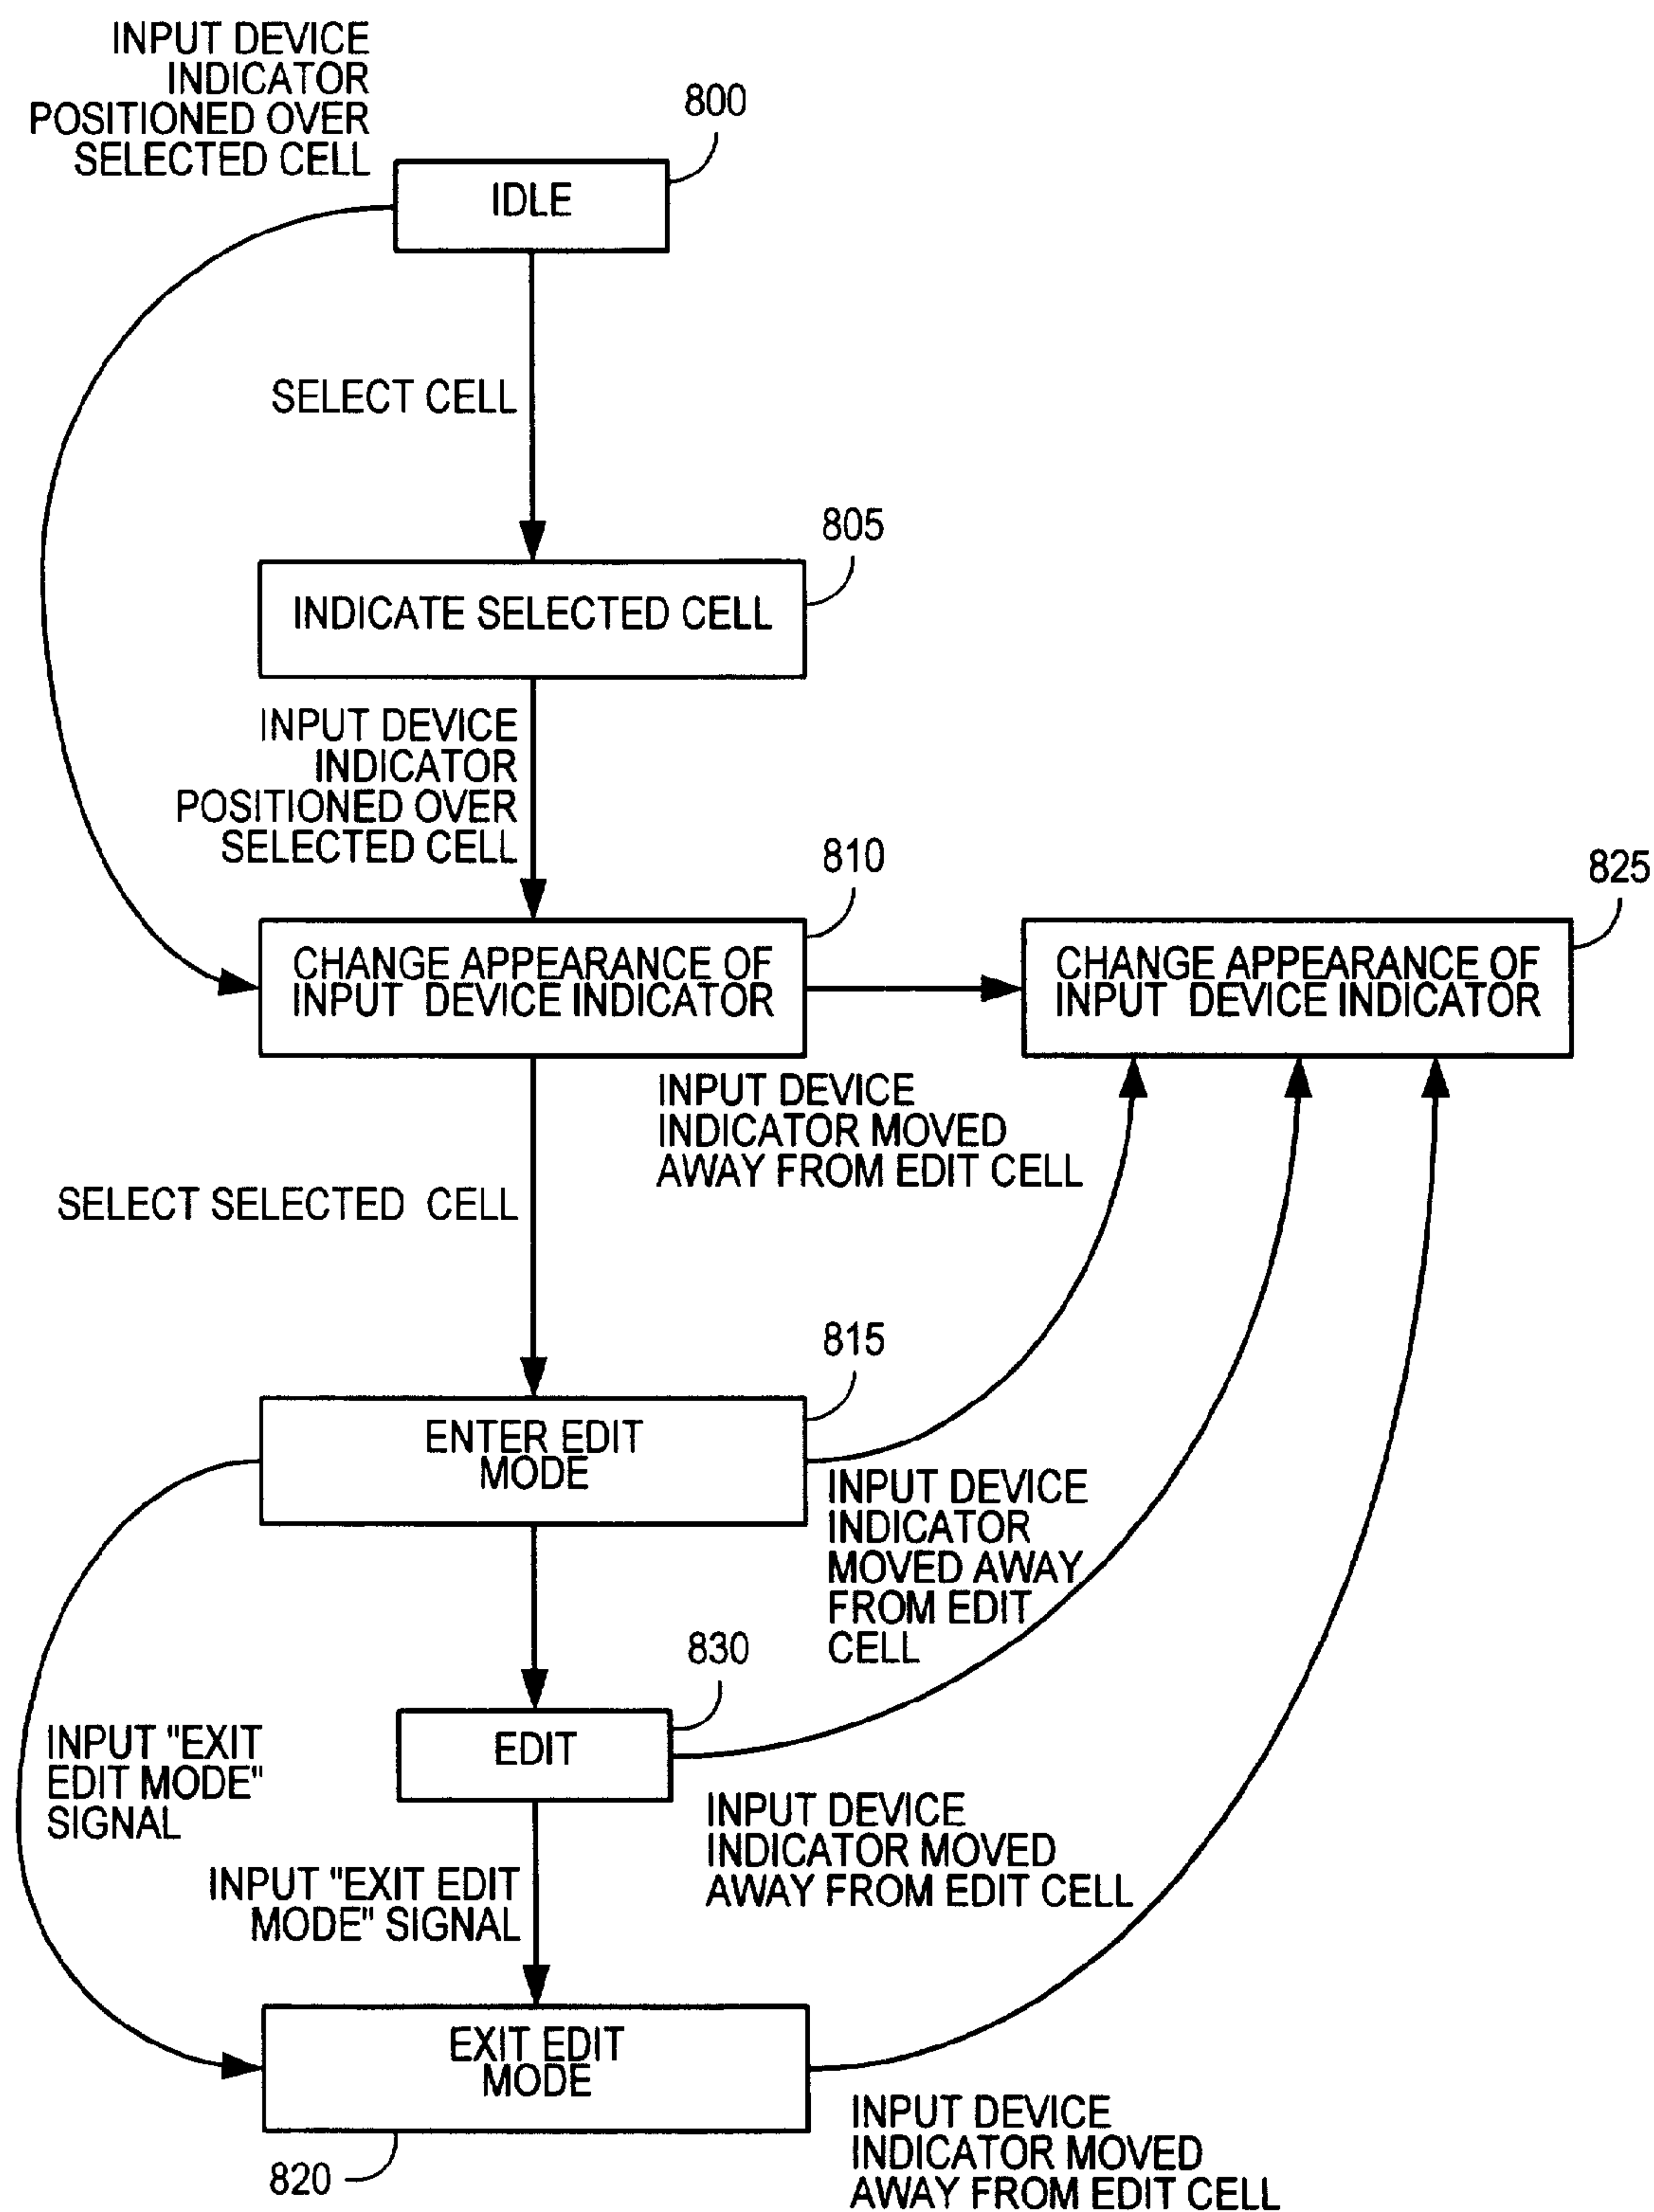 INPUT DEVICE
INDICATOR
POSITIONED OVER
SELECTED CELL
800
IDLE
SELECT CELL
805
INDICATE SELECTED CELL
INPUT DEVICE
INDICATOR
POSITIONED OVER
SELECTED CELL
810
825
CHANGE APPEARANCE OF
INPUT DEVICE INDICATOR
CHANGE APPEARANCE OF
INPUT DEVICE INDICATOR
INPUT DEVICE
INDICATOR MOVED
AWAY FROM EDIT CELL
SELECT SELECTED CELL
815
ENTER EDIT
MODE
INPUT DEVICE
INDICATOR
MOVED AWAY
FROM EDIT
CELL
830
EDIT
INPUT "EXIT
EDIT MODE"
SIGNAL
INPUT DEVICE
INDICATOR MOVED
AWAY FROM EDIT CELL
INPUT "EXIT EDIT
MODE" SIGNAL
EXIT EDIT
MODE
820
INPUT DEVICE
INDICATOR MOVED
AWAY FROM EDIT CELL